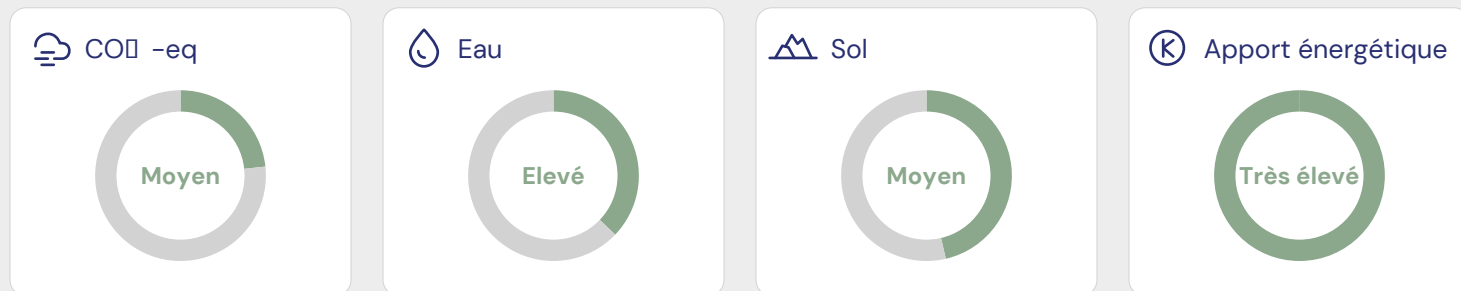 CO▯ -eq
Moyen
Eau
Elevé
Sol
Moyen
Apport énergétique
Très élevé